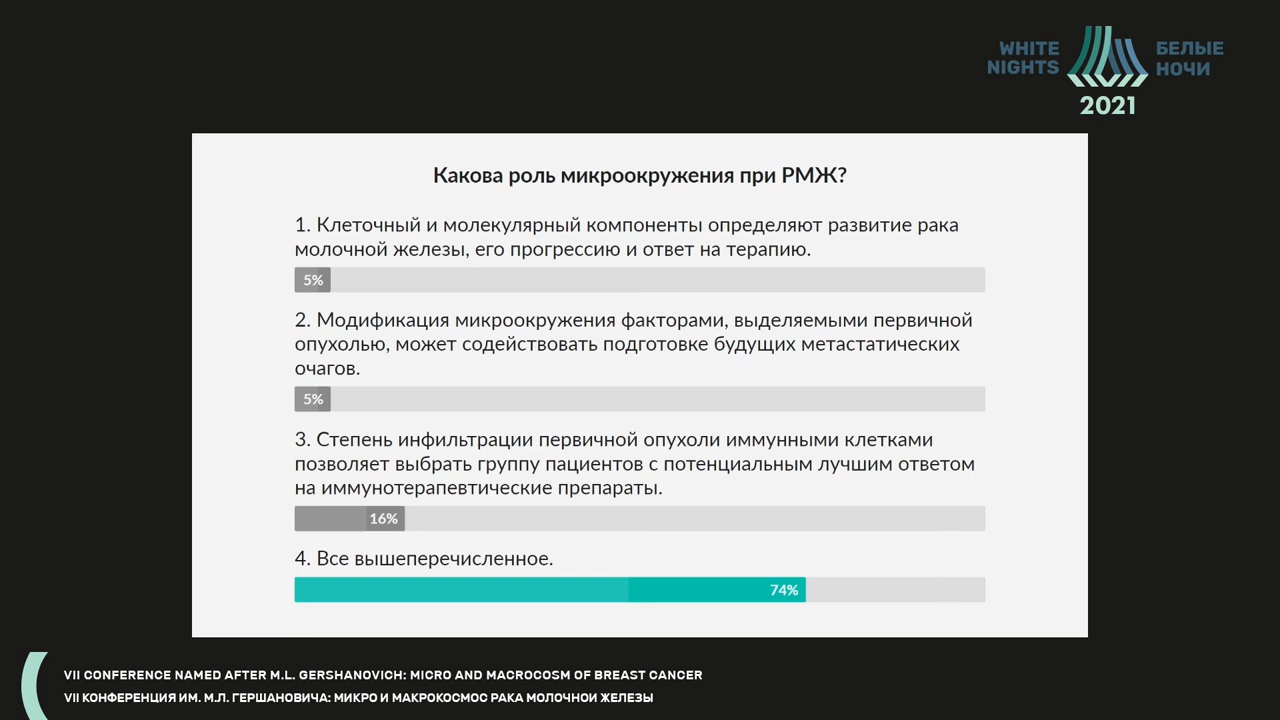 WHITE NIGHTS
БЕЛЫЕ НОЧИ
2021
Какова роль микроокружения при РМЖ?
1. Клеточный и молекулярный компоненты определяют развитие рака
молочной железы, его прогрессию и ответ на терапию.
5%
2. Модификация микроокружения факторами, выделяемыми первичной
опухолью, может содействовать подготовке будущих метастатических
очагов.
5%
3. Степень инфильтрации первичной опухоли иммунными клетками
позволяет выбрать группу пациентов с потенциальным лучшим ответом
на иммунотерапевтические препараты.
16%
4. Все вышеперечисленное.
74%
VII CONFERENCE NAMED AFTER M.L. GERSHANOVICH: MICRO AND MACROCOSM OF BREAST CANCER
VII КОНФЕРЕНЦИЯ ИМ. М.Л. ГЕРШАНОВИЧА: МИКРО И МАКРОКОСМОС РАКА МОЛОЧНОЙ ЖЕЛЕЗЫ